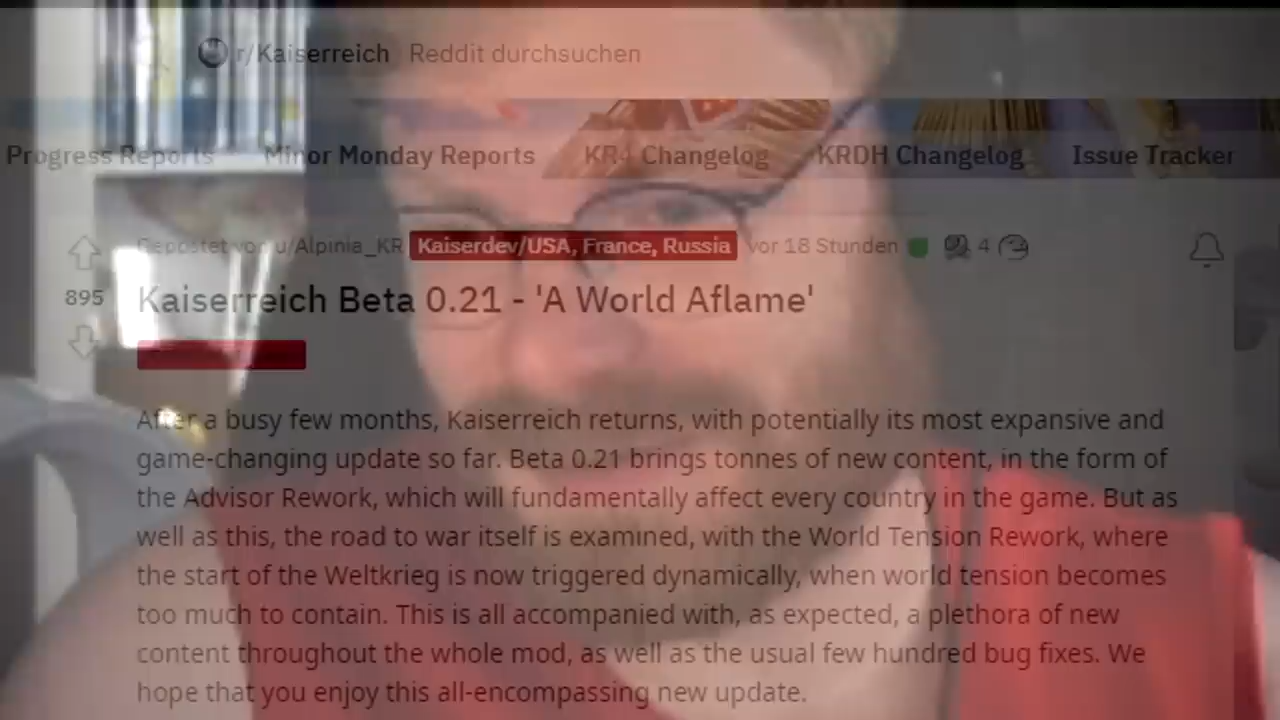 r/Kaiserreich Reddit durchsuchen
Progress Reports Minor Monday Reports KR4 Changelog KRDH Changelog Issue Tracker
Gepostet von u/Alpinia_KR Kaiserdev/USA, France, Russia vor 18 Stunden 4
895
Kaiserreich Beta 0.21 - 'A World Aflame'
After a busy few months, Kaiserreich returns, with potentially its most expansive and
game-changing update so far. Beta 0.21 brings tonnes of new content, in the form of
the Advisor Rework, which will fundamentally affect every country in the game. But as
well as this, the road to war itself is examined, with the World Tension Rework, where
the start of the Weltkrieg is now triggered dynamically, when world tension becomes
too much to contain. This is all accompanied with, as expected, a plethora of new
content throughout the whole mod, as well as the usual few hundred bug fixes. We
hope that you enjoy this all-encompassing new update.